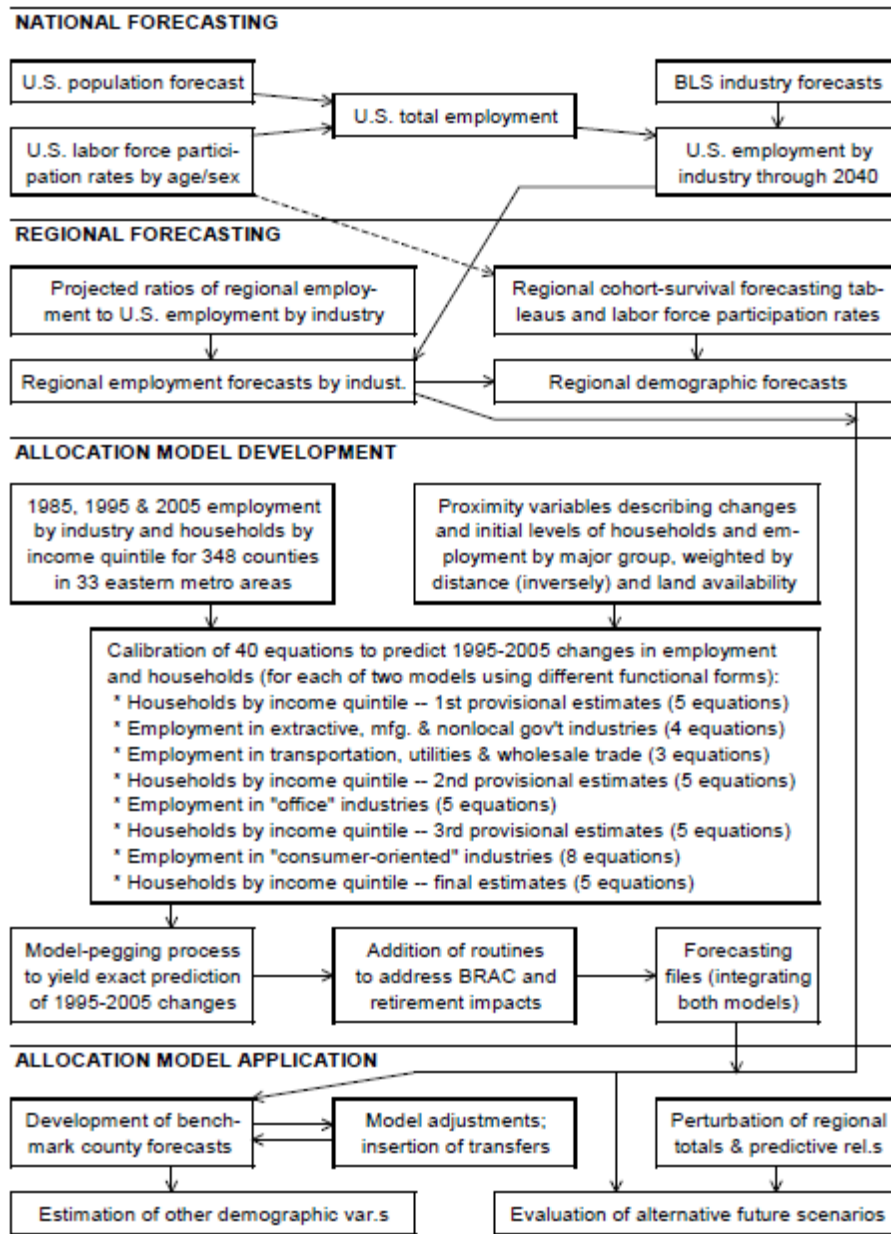 NATIONAL FORECASTING
U.S. population forecast
U.S. total employment
BLS industry forecasts
U.S. labor force partici-
pation rates by age/sex
U.S. employment by
industry through 2040
REGIONAL FORECASTING
Projected ratios of regional employ-
ment to U.S. employment by industry
Regional cohort-survival forecasting tab-
leaus and labor force participation rates
Regional employment forecasts by indust.
Regional demographic forecasts
ALLOCATION MODEL DEVELOPMENT
1985, 1995 & 2005 employment
by industry and households by
income quintile for 348 counties
in 33 eastern metro areas
Proximity variables describing changes
and initial levels of households and em-
ployment by major group, weighted by
distance (inversely) and land availability
Calibration of 40 equations to predict 1995-2005 changes in employment
and households (for each of two models using different functional forms):
* Households by income quintile -- 1st provisional estimates (5 equations)
* Employment in extractive, mfg. & nonlocal gov't industries (4 equations)
* Employment in transportation, utilities & wholesale trade (3 equations)
* Households by income quintile -- 2nd provisional estimates (5 equations)
* Employment in "office" industries (5 equations)
* Households by income quintile -- 3rd provisional estimates (5 equations)
* Employment in "consumer-oriented" industries (8 equations)
* Households by income quintile -- final estimates (5 equations)
Model-pegging process
to yield exact prediction
of 1995-2005 changes
Addition of routines
to address BRAC and
retirement impacts
Forecasting
files (integrating
both models)
ALLOCATION MODEL APPLICATION
Development of bench-
mark county forecasts
Model adjustments;
insertion of transfers
Perturbation of regional
totals & predictive rel.s
Estimation of other demographic var.s
Evaluation of alternative future scenarios